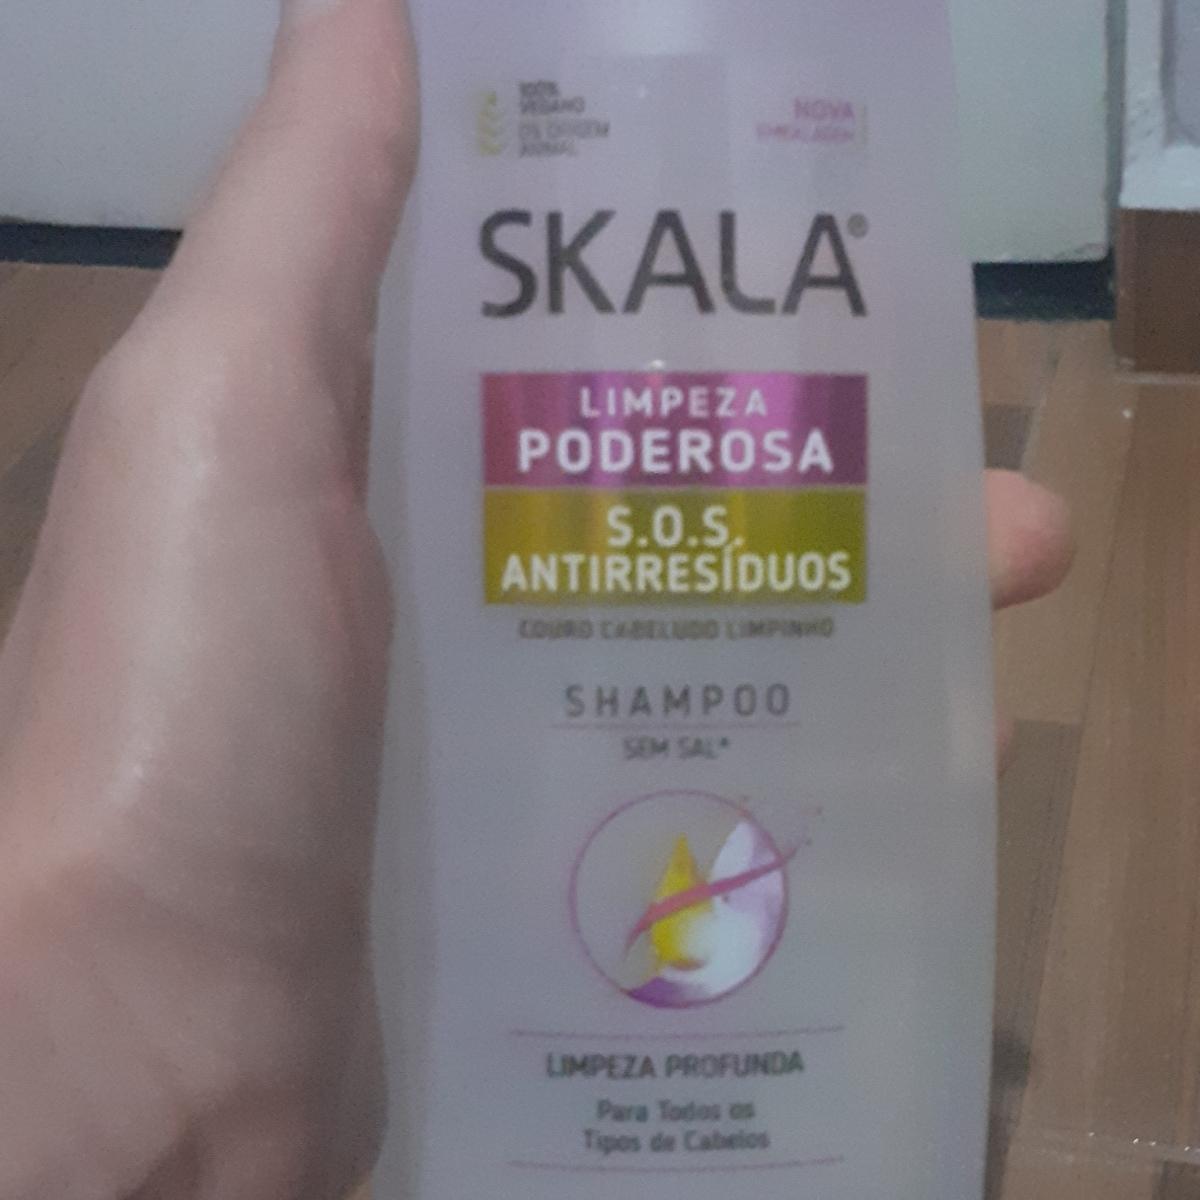 100%
VEGANO
0% ORIGEM
ANIMAL
NOVA
EMBALAGEM
SKALA®
LIMPEZA
PODEROSA
S.O.S.
ANTIRRESÍDUOS
COURO CABELUDO LIMPINHO
SHAMPOO
SEM SAL*
LIMPEZA PROFUNDA
Para Todos os
Tipos de Cabelos